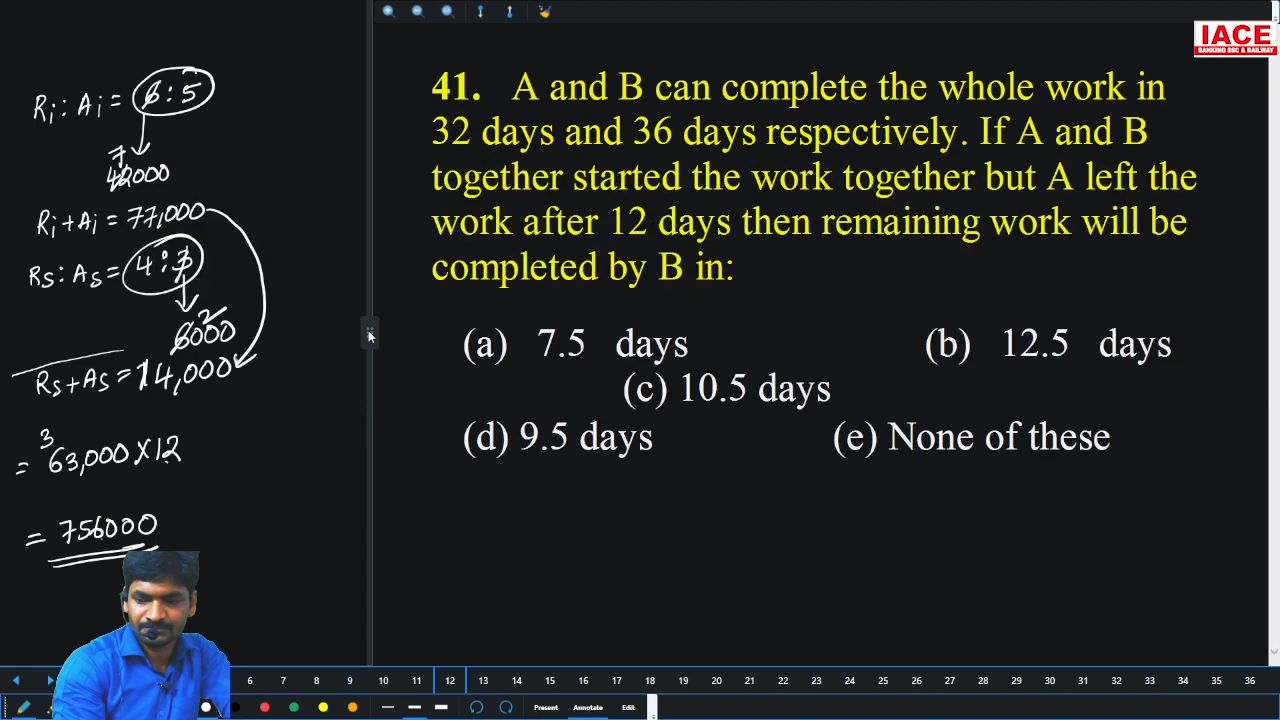 IACE
BANKING SSC & RAILWAY
Ri : Ai = 6 : 5
7
42000
Ri + Ai = 77,000
Rs : As = 4 : 3
2
6000
Rs + As = 14,000
3
= 63,000 × 12
= 756000
41. A and B can complete the whole work in
32 days and 36 days respectively. If A and B
together started the work together but A left the
work after 12 days then remaining work will be
completed by B in:
(a) 7.5 days (b) 12.5 days
(c) 10.5 days
(d) 9.5 days (e) None of these
6 7 8 9 10 11 12 13 14 15 16 17 18 19 20 21 22 23 24 25 26 27 28 29 30 31 32 33 34 35 36
Present Annotate Edit